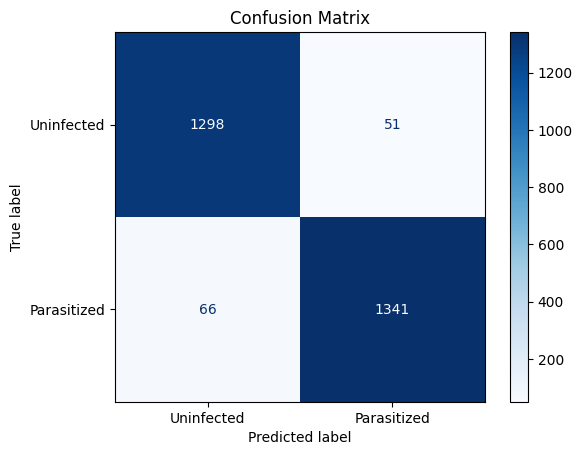 Confusion Matrix
True label
Uninfected
1298
51
Parasitized
66
1341
Uninfected
Parasitized
Predicted label
1200
1000
800
600
400
200